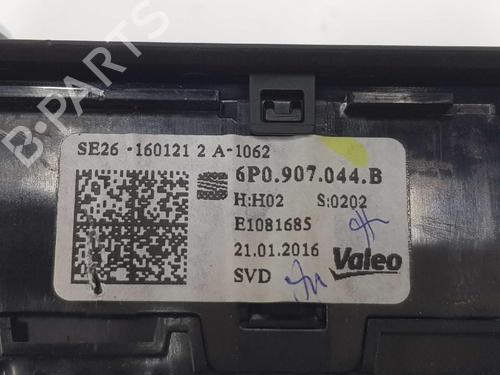 B-PARTS
SE26 -160121 2 A-1062
6P0.907.044.B
H:H02 S:0202
E1081685
21.01.2016
SVD
Valeo